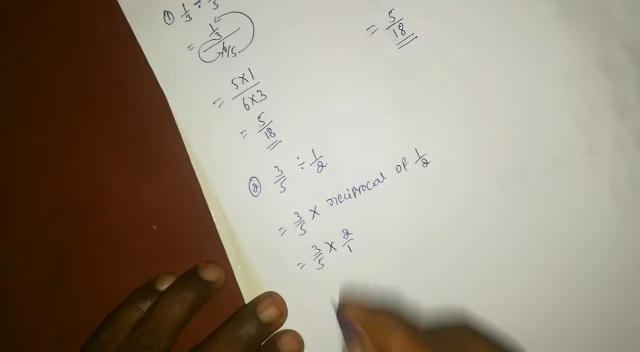 ① 1/3 ÷ /5
= 1/3 / 6/5
= 5×1 / 6×3
= 5/18
= 5/18
② 3/5 ÷ 1/2
= 3/5 × reciprocal of 1/2
= 3/5 × 2/1